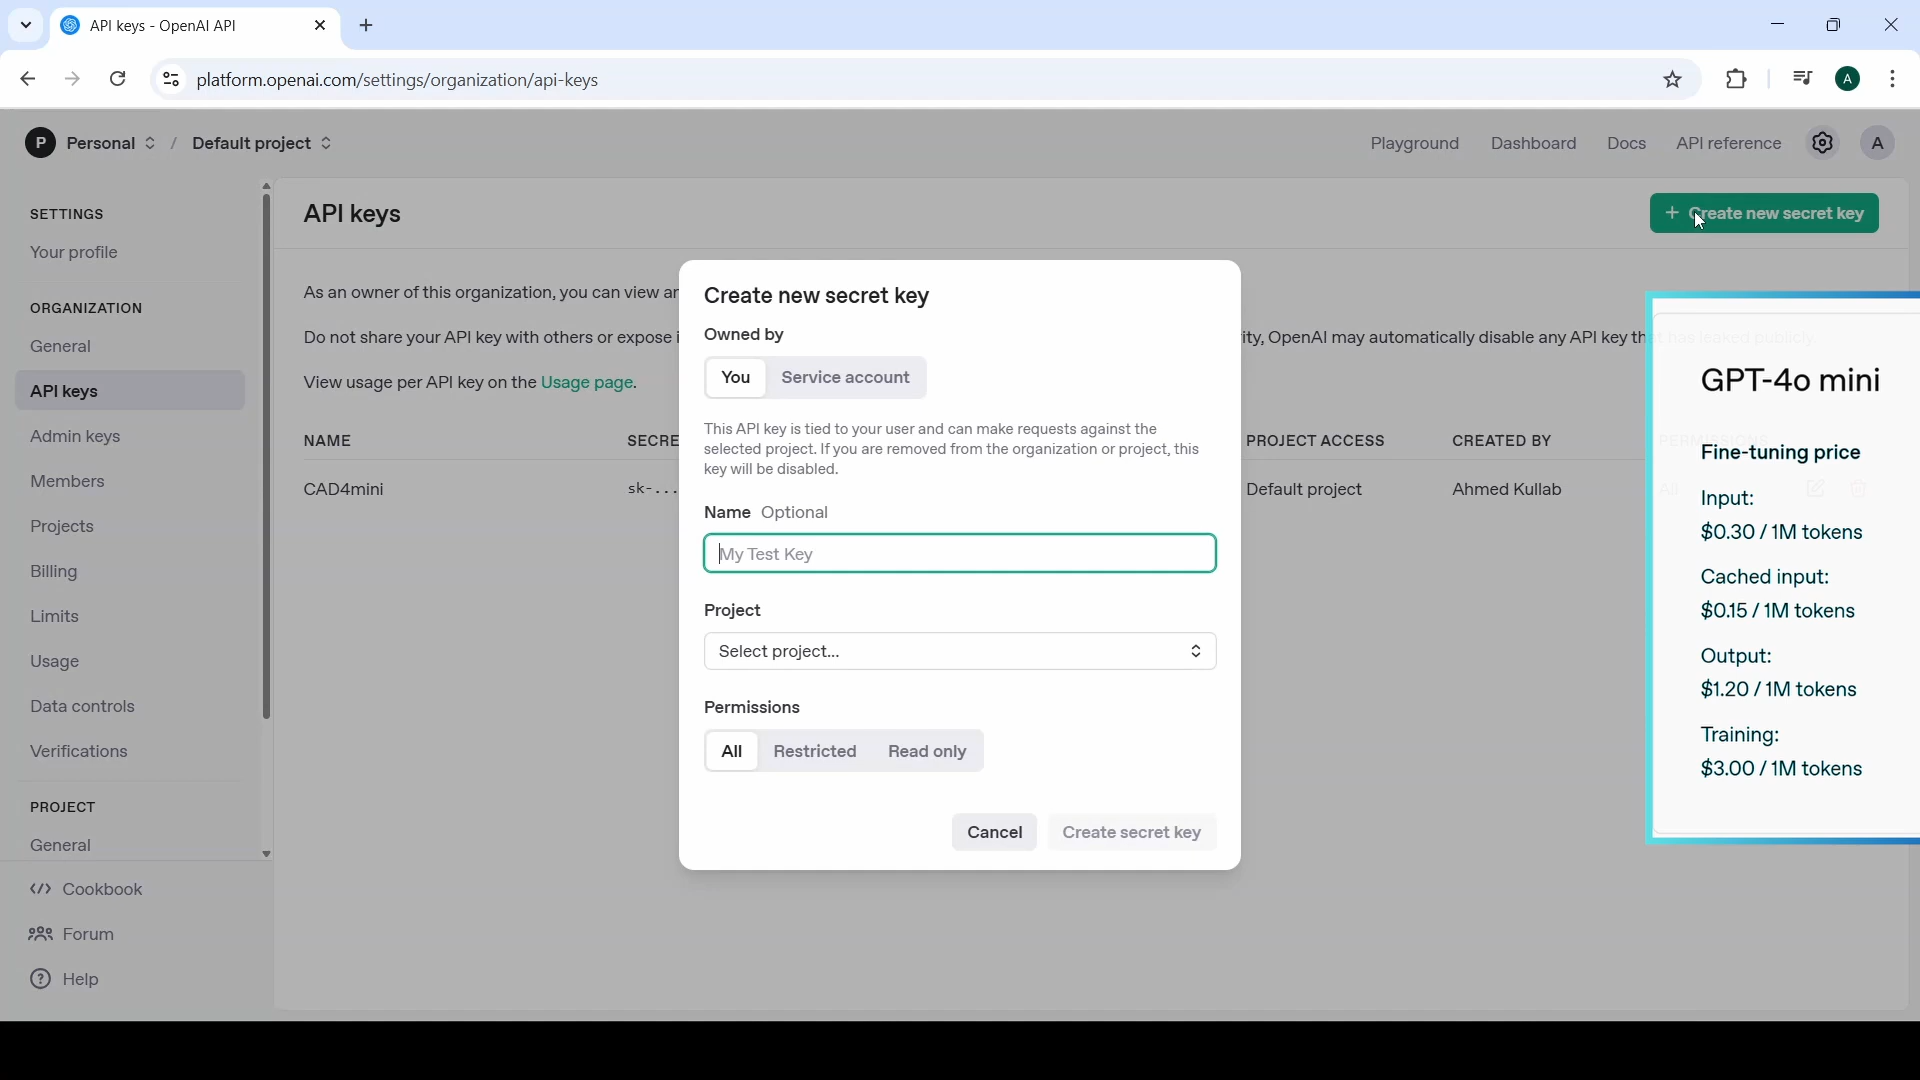 API keys - OpenAI API
platform.openai.com/settings/organization/api-keys
P Personal / Default project
Playground Dashboard Docs API reference A
SETTINGS
Your profile
ORGANIZATION
General
API keys
Admin keys
Members
Projects
Billing
Limits
Usage
Data controls
Verifications
PROJECT
General
Cookbook
Forum
Help
API keys
+ Create new secret key
As an owner of this organization, you can view
Do not share your API key with others or expose
ity, OpenAI may automatically disable any API key that has leaked publicly.
View usage per API key on the Usage page.
NAME SECRE PROJECT ACCESS CREATED BY PERMISSIONS
CAD4mini sk-... Default project Ahmed Kullab All
Create new secret key
Owned by
You Service account
This API key is tied to your user and can make requests against the
selected project. If you are removed from the organization or project, this
key will be disabled.
Name Optional
My Test Key
Project
Select project...
Permissions
All Restricted Read only
Cancel Create secret key
GPT-4o mini
Fine-tuning price
Input:
$0.30 / 1M tokens
Cached input:
$0.15 / 1M tokens
Output:
$1.20 / 1M tokens
Training:
$3.00 / 1M tokens
A